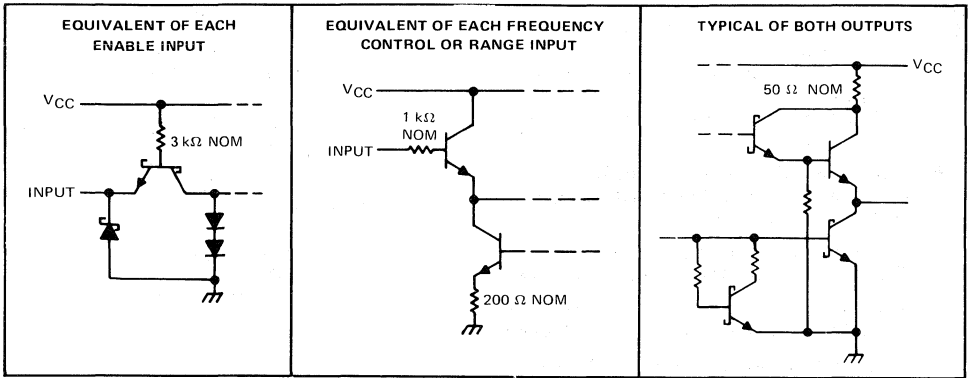 EQUIVALENT OF EACH
ENABLE INPUT
VCC
3 kΩ NOM
INPUT
EQUIVALENT OF EACH FREQUENCY
CONTROL OR RANGE INPUT
VCC
1 kΩ
NOM
INPUT
200 Ω NOM
TYPICAL OF BOTH OUTPUTS
VCC
50 Ω NOM